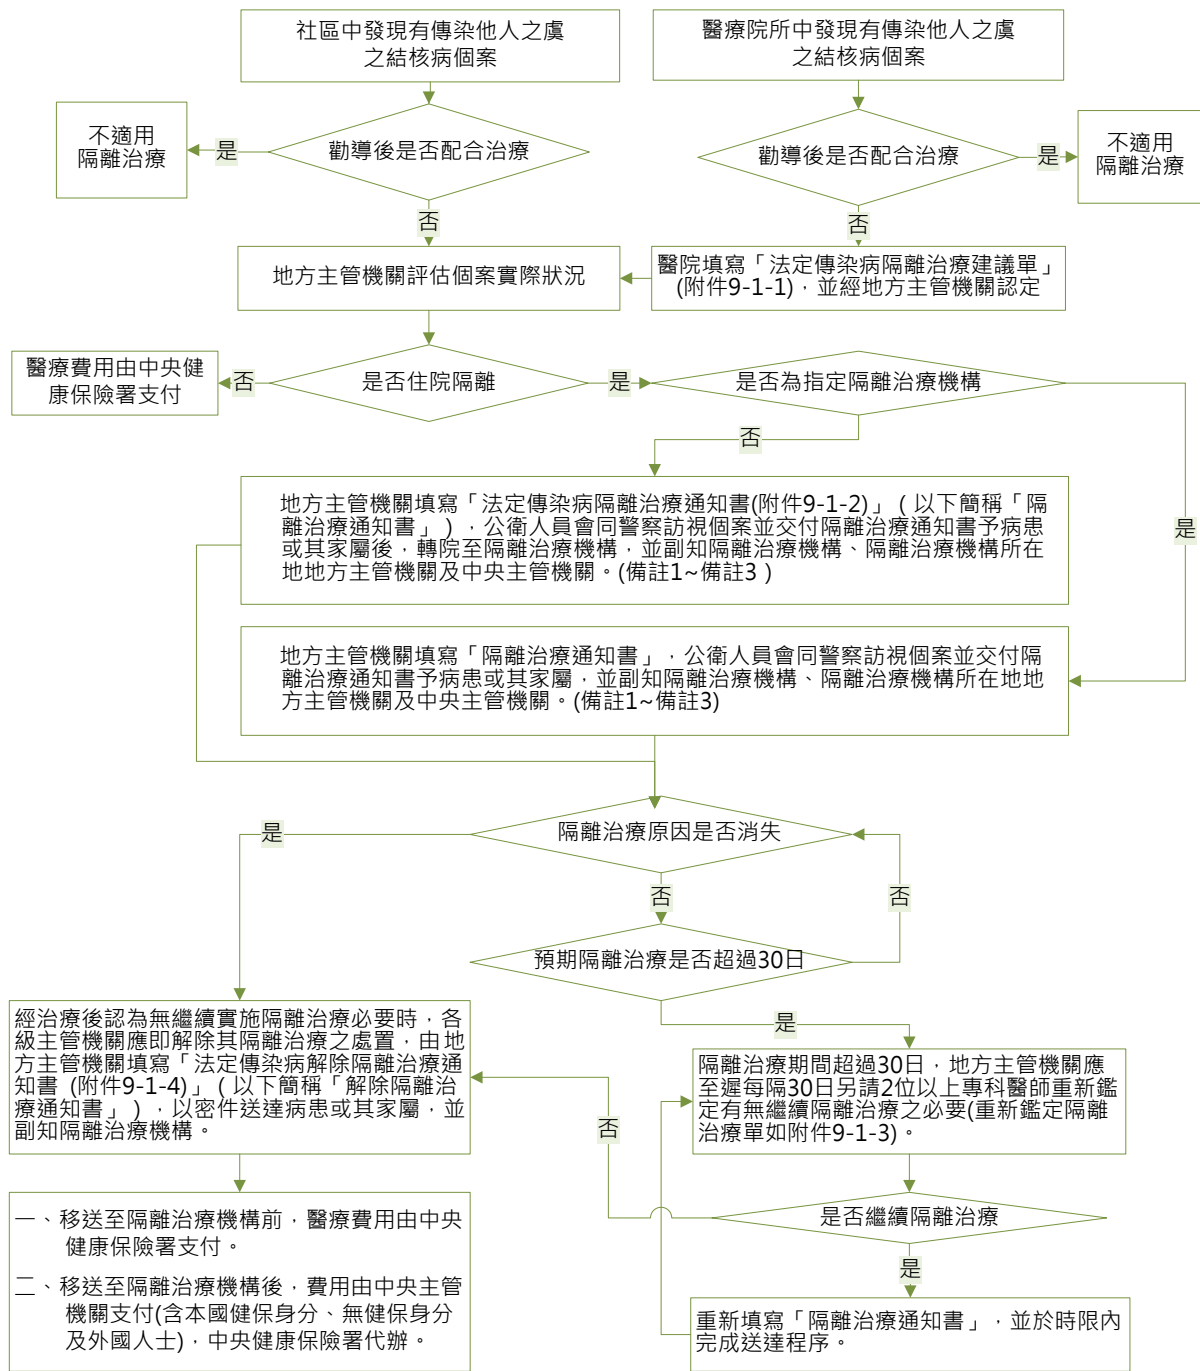 社區中發現有傳染他人之虞
之結核病個案
醫療院所中發現有傳染他人之虞
之結核病個案
不適用
隔離治療
是
勸導後是否配合治療
勸導後是否配合治療
是
不適用
隔離治療
否
否
地方主管機關評估個案實際狀況
醫院填寫「法定傳染病隔離治療建議單」
(附件9-1-1)，並經地方主管機關認定
醫療費用由中央健
康保險署支付
否
是否住院隔離
是
是否為指定隔離治療機構
否
是
地方主管機關填寫「法定傳染病隔離治療通知書(附件9-1-2)」（以下簡稱「隔
離治療通知書」），公衛人員會同警察訪視個案並交付隔離治療通知書予病患
或其家屬後，轉院至隔離治療機構，並副知隔離治療機構、隔離治療機構所在
地地方主管機關及中央主管機關。(備註1~備註3 )
地方主管機關填寫「隔離治療通知書」，公衛人員會同警察訪視個案並交付隔
離治療通知書予病患或其家屬，並副知隔離治療機構、隔離治療機構所在地地
方主管機關及中央主管機關。(備註1~備註3)
是
隔離治療原因是否消失
否
否
預期隔離治療是否超過30日
是
經治療後認為無繼續實施隔離治療必要時，各
級主管機關應即解除其隔離治療之處置，由地
方主管機關填寫「法定傳染病解除隔離治療通
知書 (附件9-1-4)」（以下簡稱「解除隔離治
療通知書」），以密件送達病患或其家屬，並
副知隔離治療機構。
隔離治療期間超過30日，地方主管機關應
至遲每隔30日另請2位以上專科醫師重新鑑
定有無繼續隔離治療之必要(重新鑑定隔離
治療單如附件9-1-3)。
否
是否繼續隔離治療
是
一、移送至隔離治療機構前，醫療費用由中央
健康保險署支付。
二、移送至隔離治療機構後，費用由中央主管
機關支付(含本國健保身分、無健保身分
及外國人士)，中央健康保險署代辦。
重新填寫「隔離治療通知書」，並於時限內
完成送達程序。